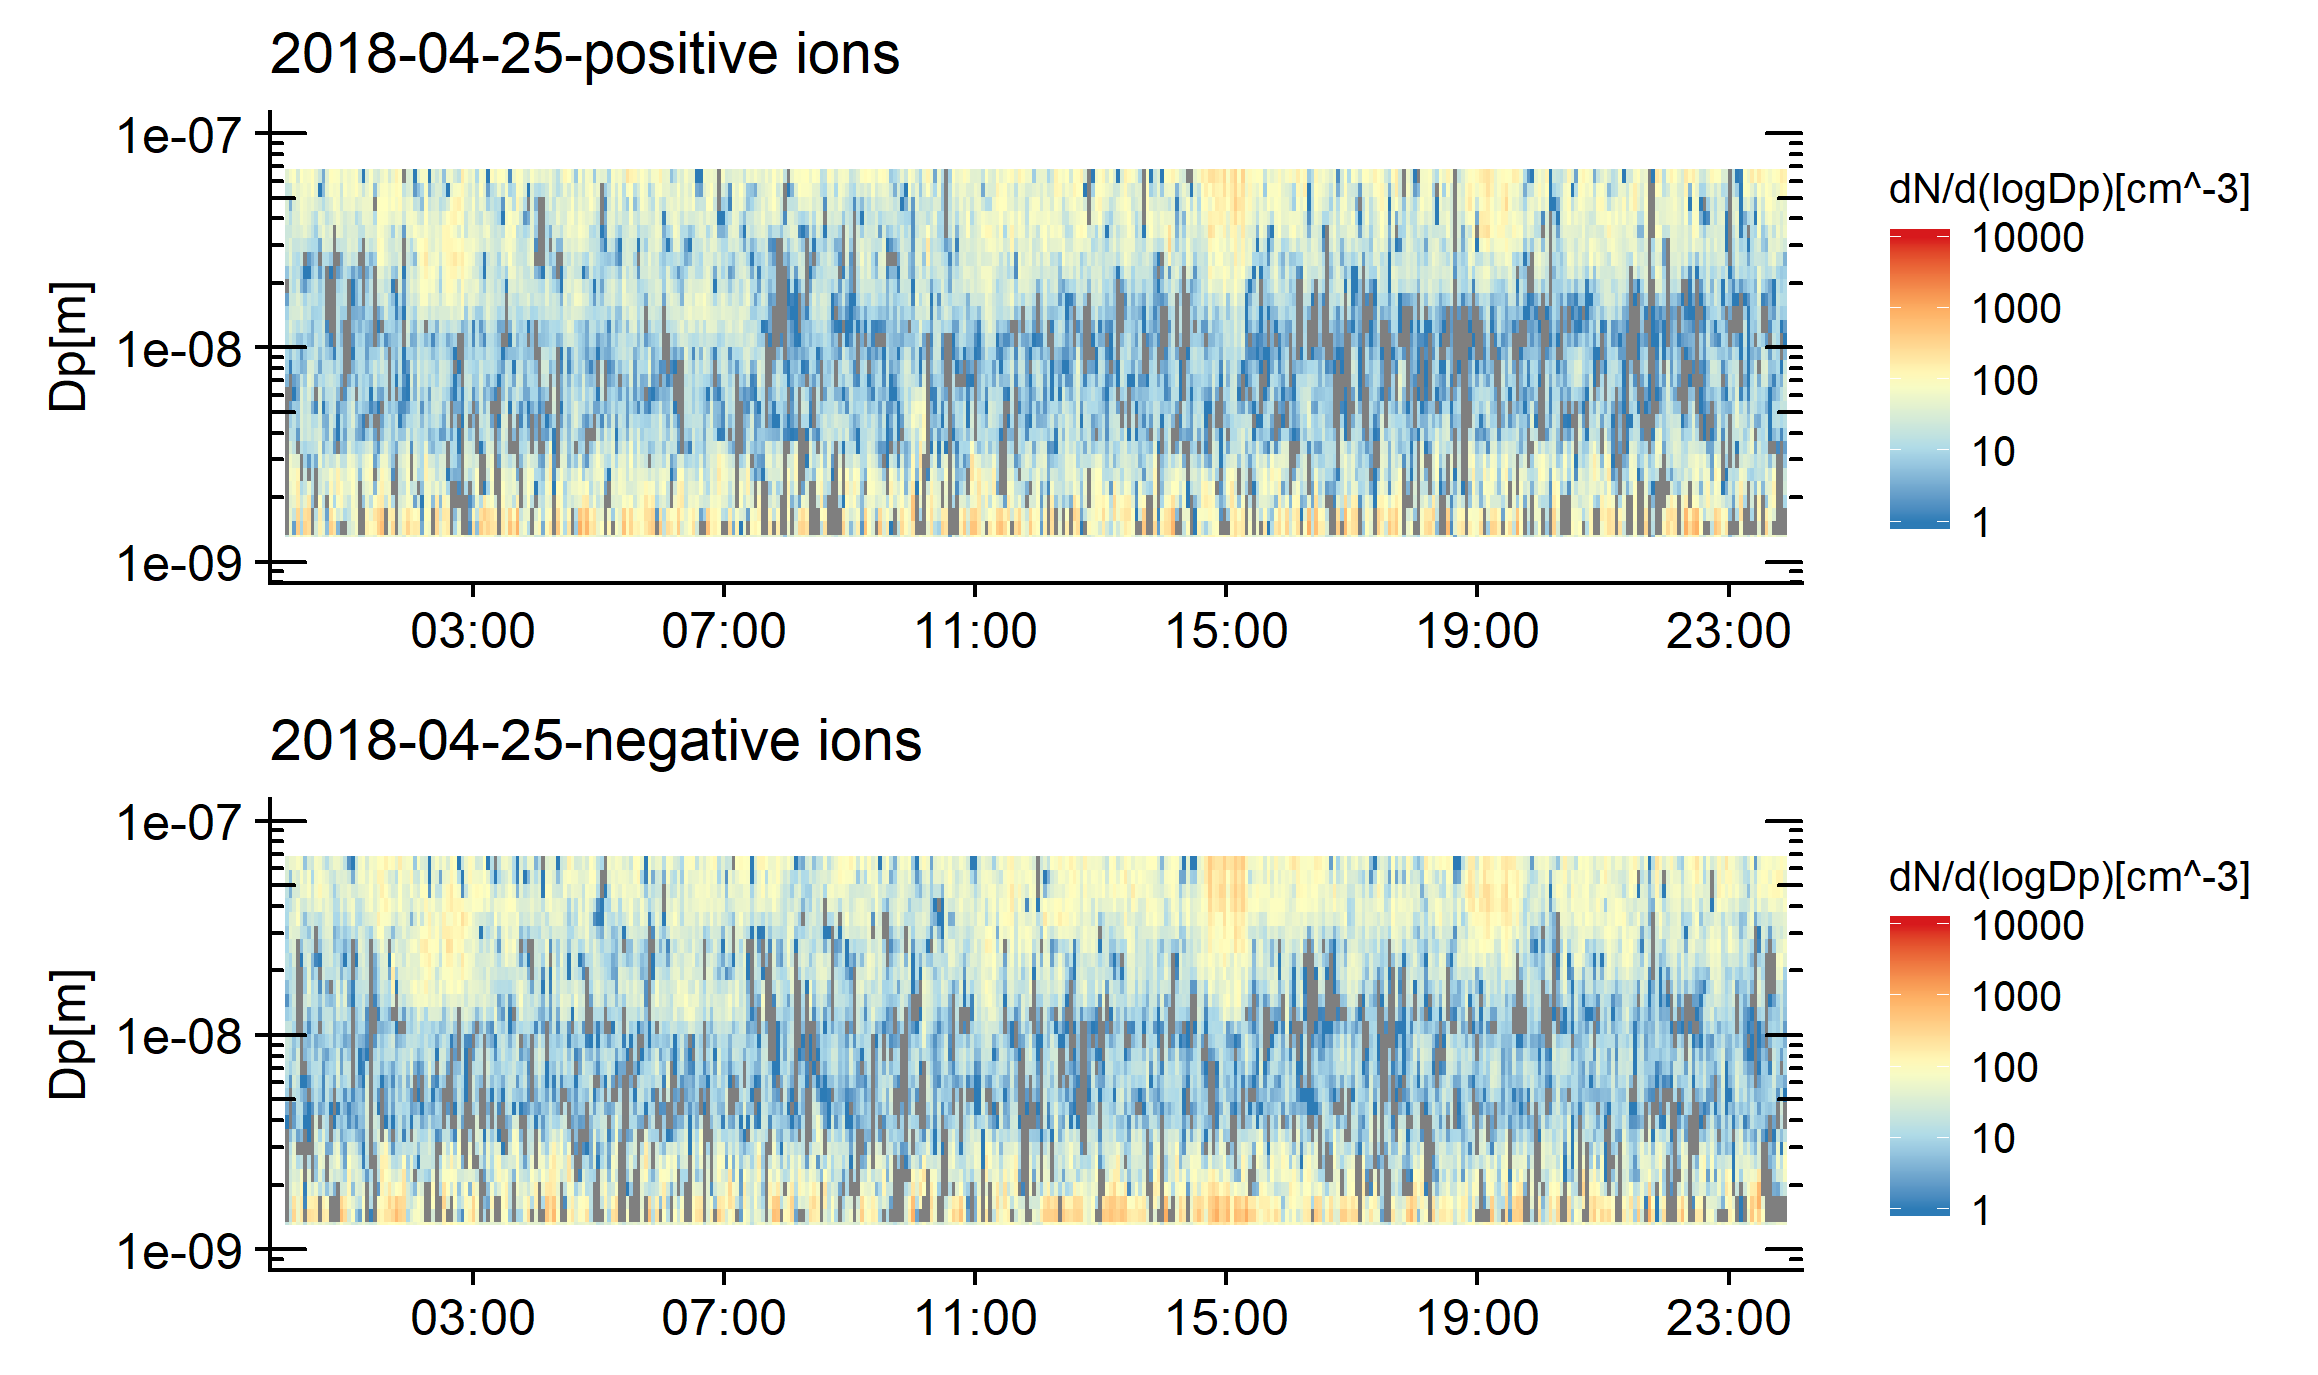 2018-04-25-positive ions
1e-07
1e-08
1e-09
Dp[m]
03:00 07:00 11:00 15:00 19:00 23:00
dN/d(logDp)[cm^-3]
10000
1000
100
10
1
2018-04-25-negative ions
1e-07
1e-08
1e-09
Dp[m]
03:00 07:00 11:00 15:00 19:00 23:00
dN/d(logDp)[cm^-3]
10000
1000
100
10
1